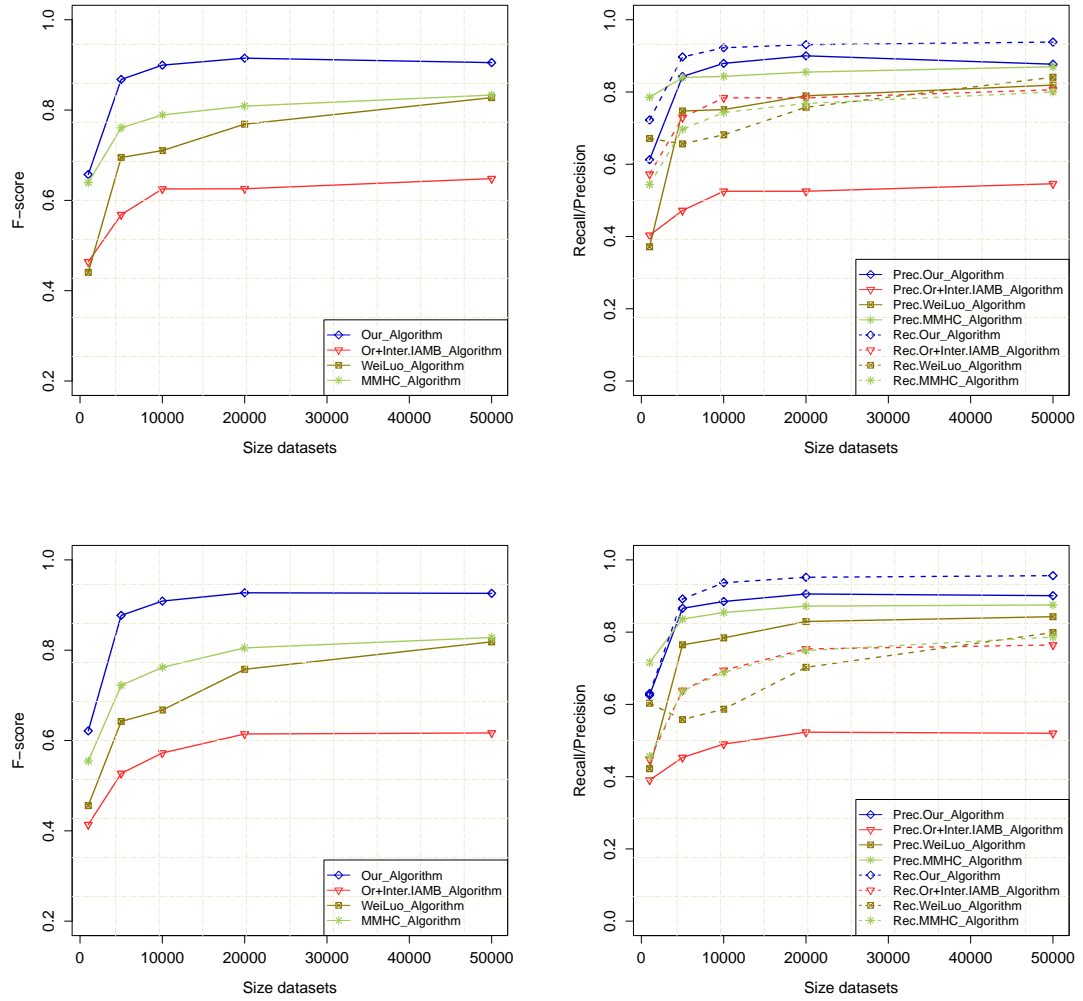 1.0
0.8
0.6
0.4
0.2
F−score
Our_Algorithm
Or+Inter.IAMB_Algorithm
WeiLuo_Algorithm
MMHC_Algorithm
0 10000 20000 30000 40000 50000
Size datasets
1.0
0.8
0.6
0.4
0.2
0.0
Recall/Precision
Prec.Our_Algorithm
Prec.Or+Inter.IAMB_Algorithm
Prec.WeiLuo_Algorithm
Prec.MMHC_Algorithm
Rec.Our_Algorithm
Rec.Or+Inter.IAMB_Algorithm
Rec.WeiLuo_Algorithm
Rec.MMHC_Algorithm
0 10000 20000 30000 40000 50000
Size datasets
1.0
0.8
0.6
0.4
0.2
F−score
Our_Algorithm
Or+Inter.IAMB_Algorithm
WeiLuo_Algorithm
MMHC_Algorithm
0 10000 20000 30000 40000 50000
Size datasets
1.0
0.8
0.6
0.4
0.2
0.0
Recall/Precision
Prec.Our_Algorithm
Prec.Or+Inter.IAMB_Algorithm
Prec.WeiLuo_Algorithm
Prec.MMHC_Algorithm
Rec.Our_Algorithm
Rec.Or+Inter.IAMB_Algorithm
Rec.WeiLuo_Algorithm
Rec.MMHC_Algorithm
0 10000 20000 30000 40000 50000
Size datasets